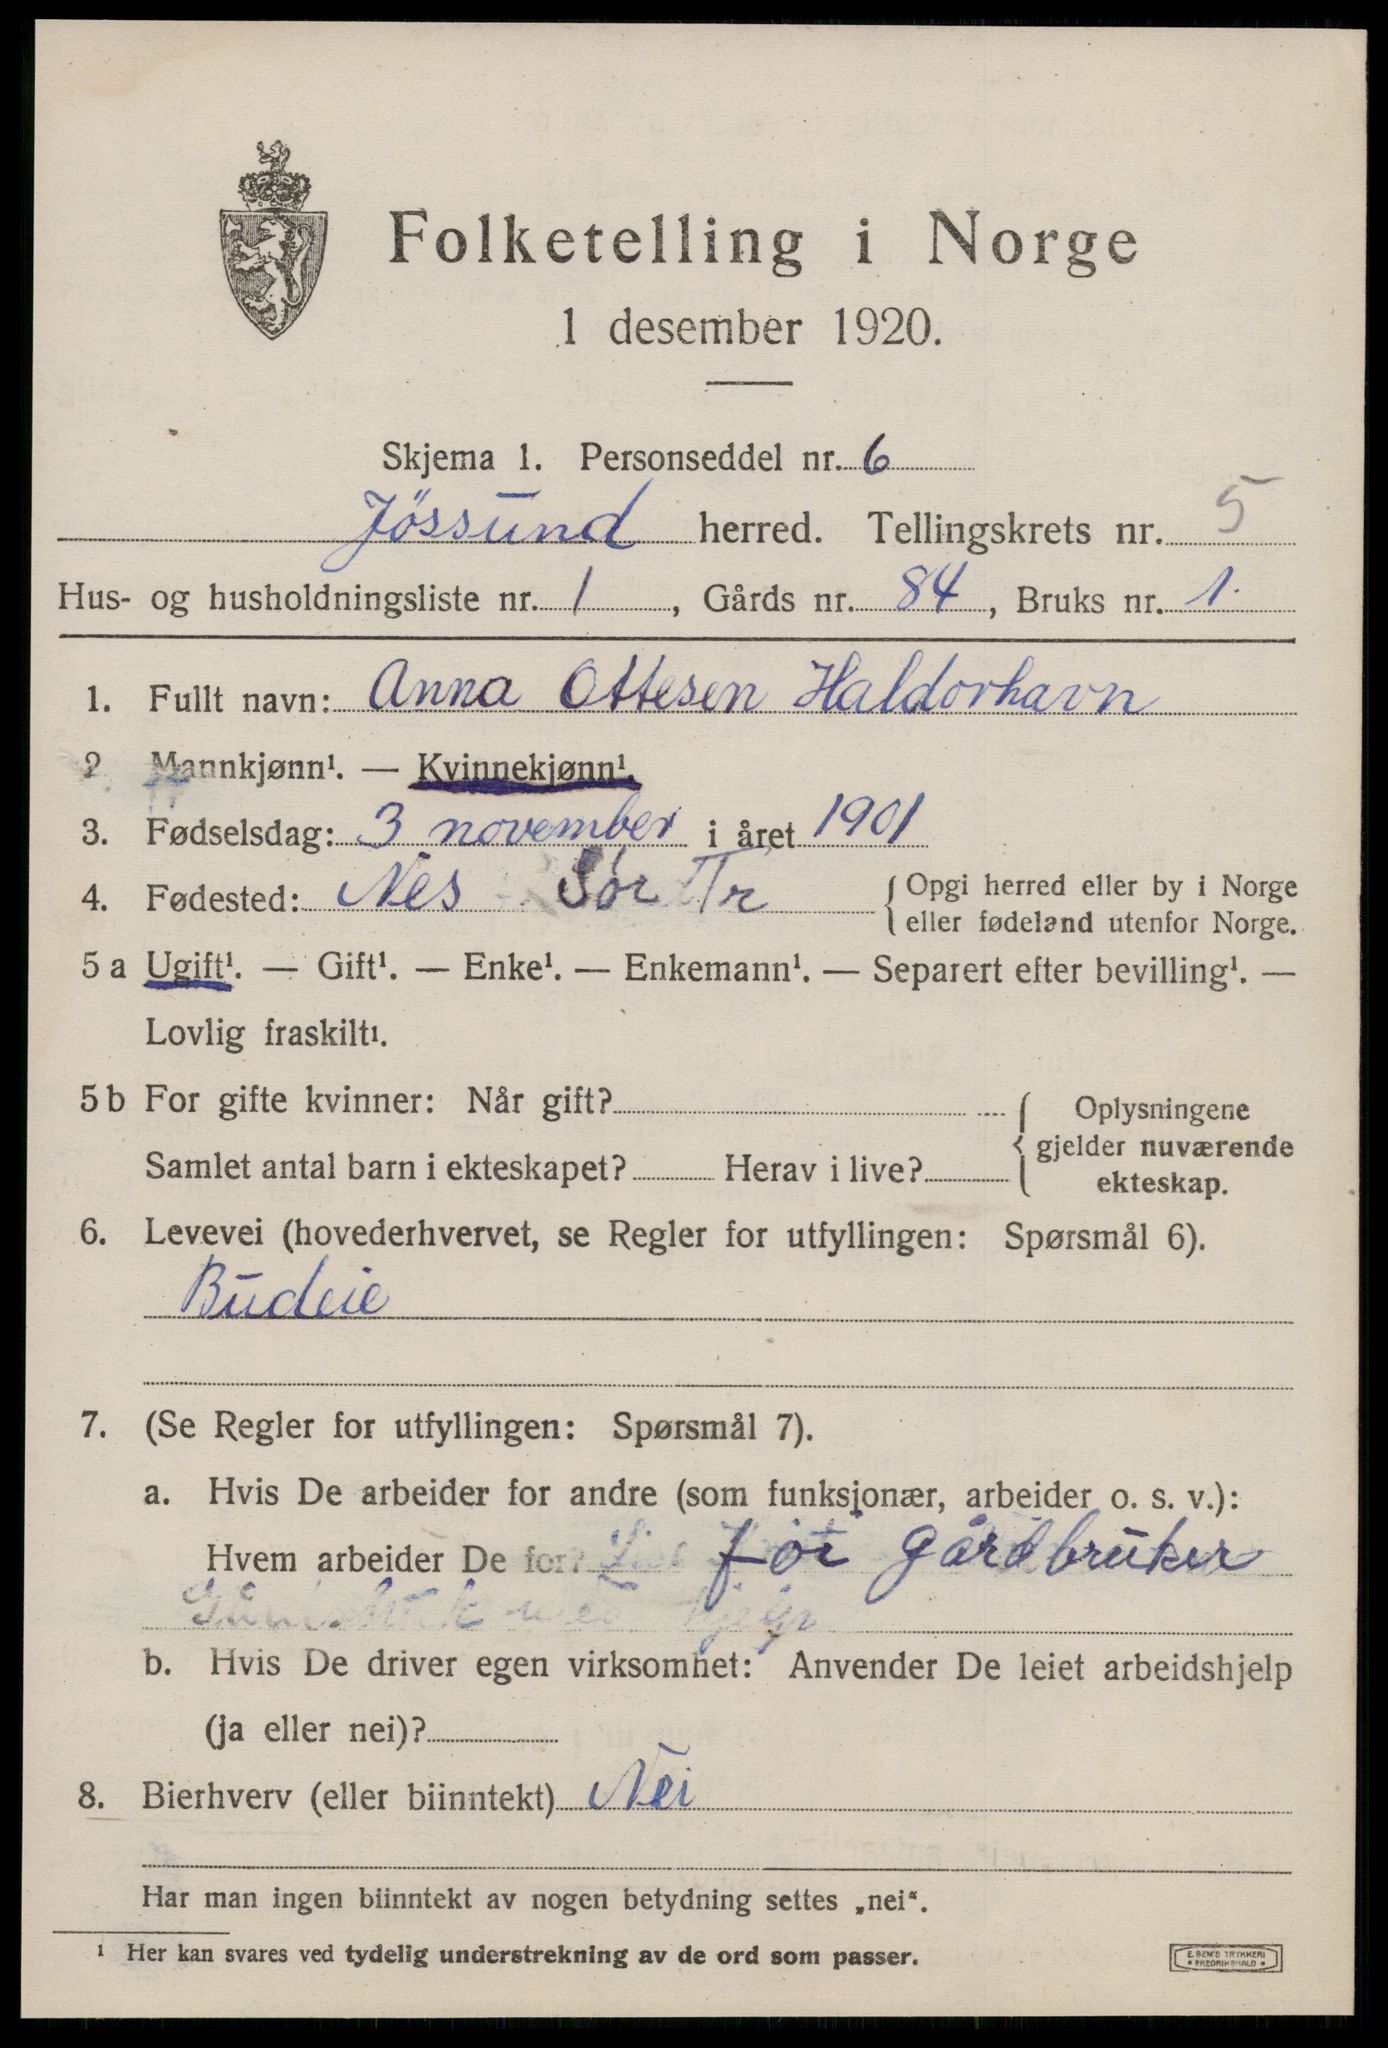 Folketelling i Norge
1 desember 1920.
Skjema 1. Personseddel nr. 6
Jössund herred. Tellingskrets nr. 5
Hus- og husholdningsliste nr. 1, Gårds nr. 84, Bruks nr. 1.
1. Fullt navn: Anna Ottesen Haldorhavn
2 Mannkjønn¹. — Kvinnekjønn¹.
3. Fødselsdag: 3 november i året 1901
4. Fødested: Nes Sør Tr { Opgi herred eller by i Norge
eller fødeland utenfor Norge.
5 a Ugift¹. — Gift¹. — Enke¹. — Enkemann¹. — Separert efter bevilling¹. —
Lovlig fraskilt¹.
5 b For gifte kvinner: Når gift? { Oplysningene
gjelder nuværende
Samlet antal barn i ekteskapet? Herav i live?
ekteskap.
6. Levevei (hovederhvervet, se Regler for utfyllingen: Spørsmål 6).
Budeie
7. (Se Regler for utfyllingen: Spørsmål 7).
a. Hvis De arbeider for andre (som funksjonær, arbeider o. s. v.):
Hvem arbeider De for? for gårdbruker
b. Hvis De driver egen virksomhet: Anvender De leiet arbeidshjelp
(ja eller nei)?
8. Bierhverv (eller biinntekt) Nei
Har man ingen biinntekt av nogen betydning settes „nei“.
¹ Her kan svares ved tydelig understrekning av de ord som passer.
E. SEM'S TRYKKERI
• FREDRIKSHALD •